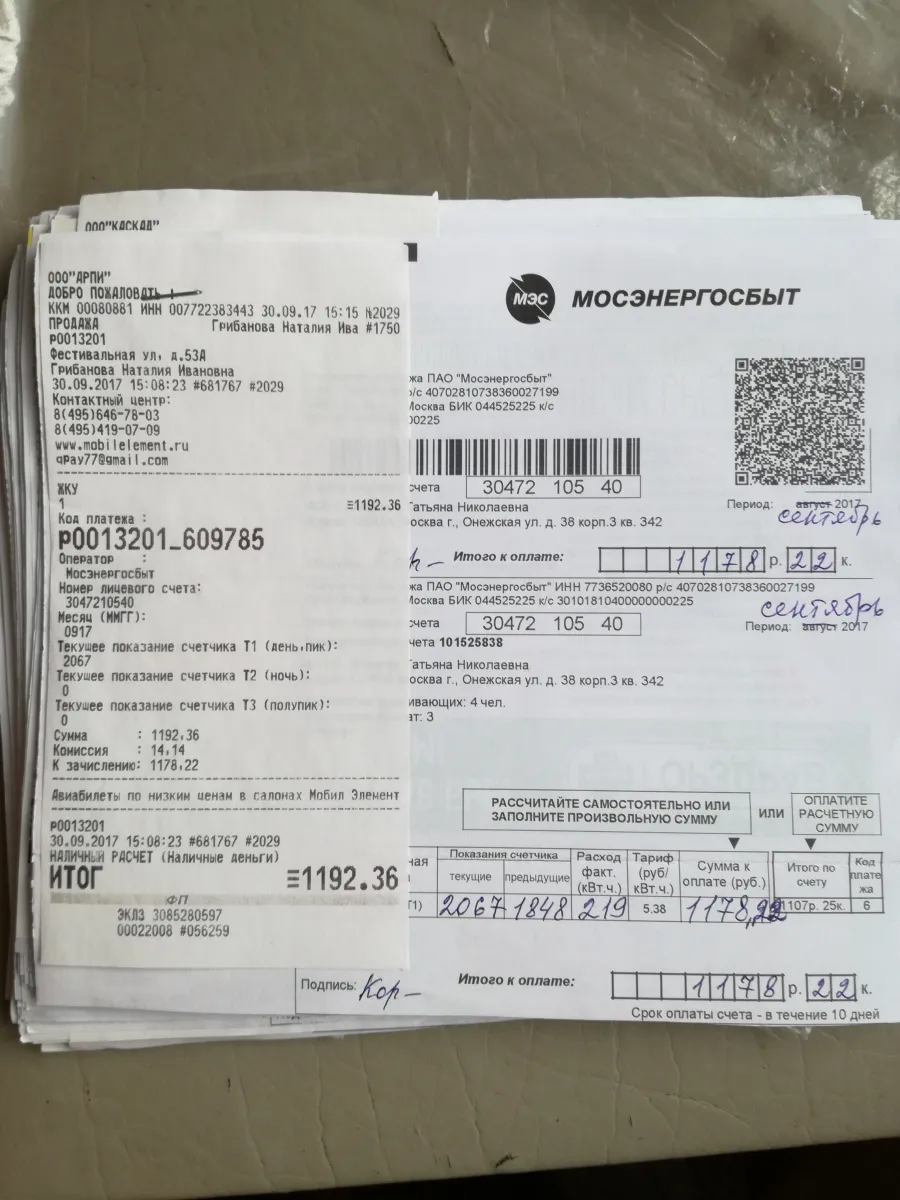 ООО"КАСКАД"
ООО"АРПИ"
ДОБРО ПОЖАЛОВАТЬ !
ККМ 00080881 ИНН 007722383443 30.09.17 15:15 №2029
ПРОДАЖА Грибанова Наталия Ива #1750
P0013201
Фестивальная ул, д.53А
Грибанова Наталия Ивановна
30.09.2017 15:08:23 #681767 #2029
Контактный центр:
8(495)646-78-03
8(495)419-07-09
www.mobilelement.ru
qPay77@gmail.com
ЖКУ
1 ≡1192.36
Код платежа :
P0013201_609785
Оператор :
Мосэнергосбыт
Номер лицевого счета:
3047210540
Месяц (ММГГ):
0917
Текущее показание счетчика Т1 (день,пик):
2067
Текущее показание счетчика Т2 (ночь):
0
Текущее показание счетчика Т3 (полупик):
0
Сумма : 1192,36
Комиссия : 14,14
К зачислению: 1178,22
Авиабилеты по низким ценам в салонах Мобил Элемент
P0013201
30.09.2017 15:08:23 #681767 #2029
НАЛИЧНЫЙ РАСЧЕТ (Наличные деньги)
ИТОГ ≡1192.36
ФП
ЭКЛЗ 3085280597
00022008 #056259
МЭС МОСЭНЕРГОСБЫТ
жа ПАО "Мосэнергосбыт"
р/с 40702810738360027199
Москва БИК 044525225 к/с
00225
счета 30472 105 40
Татьяна Николаевна
осква г., Онежская ул. д. 38 корп.3 кв. 342
Период: август 2017
сентябрь
Итого к оплате: 1178 р. 22 к.
жа ПАО "Мосэнергосбыт" ИНН 7736520080 р/с 40702810738360027199
Москва БИК 044525225 к/с 30101810400000000225
сентябрь
счета 30472 105 40
Период: август 2017
чета 101525838
Татьяна Николаевна
осква г., Онежская ул. д. 38 корп.3 кв. 342
ивающих: 4 чел.
ат: 3
РАССЧИТАЙТЕ САМОСТОЯТЕЛЬНО ИЛИ
ЗАПОЛНИТЕ ПРОИЗВОЛЬНУЮ СУММУ
ИЛИ
ОПЛАТИТЕ
РАСЧЕТНУЮ
СУММУ
ная
Показания счетчика
текущие предыдущие
Расход
факт.
(кВт.ч.)
Тариф
(руб/
кВт.ч.)
Сумма к
оплате (руб.)
Итого по
счету
Код
плате
жа
Т1) 2067 1848 219 5.38 1178,22 1107р. 25к. 6
Подпись: Кор
Итого к оплате: 1178 р. 22 к.
Срок оплаты счета - в течение 10 дней